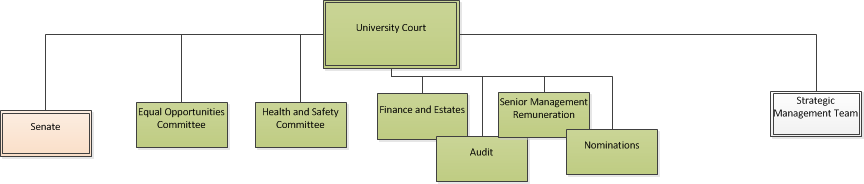 University Court
Senate
Equal Opportunities
Committee
Health and Safety
Committee
Finance and Estates
Audit
Senior Management
Remuneration
Nominations
Strategic
Management Team